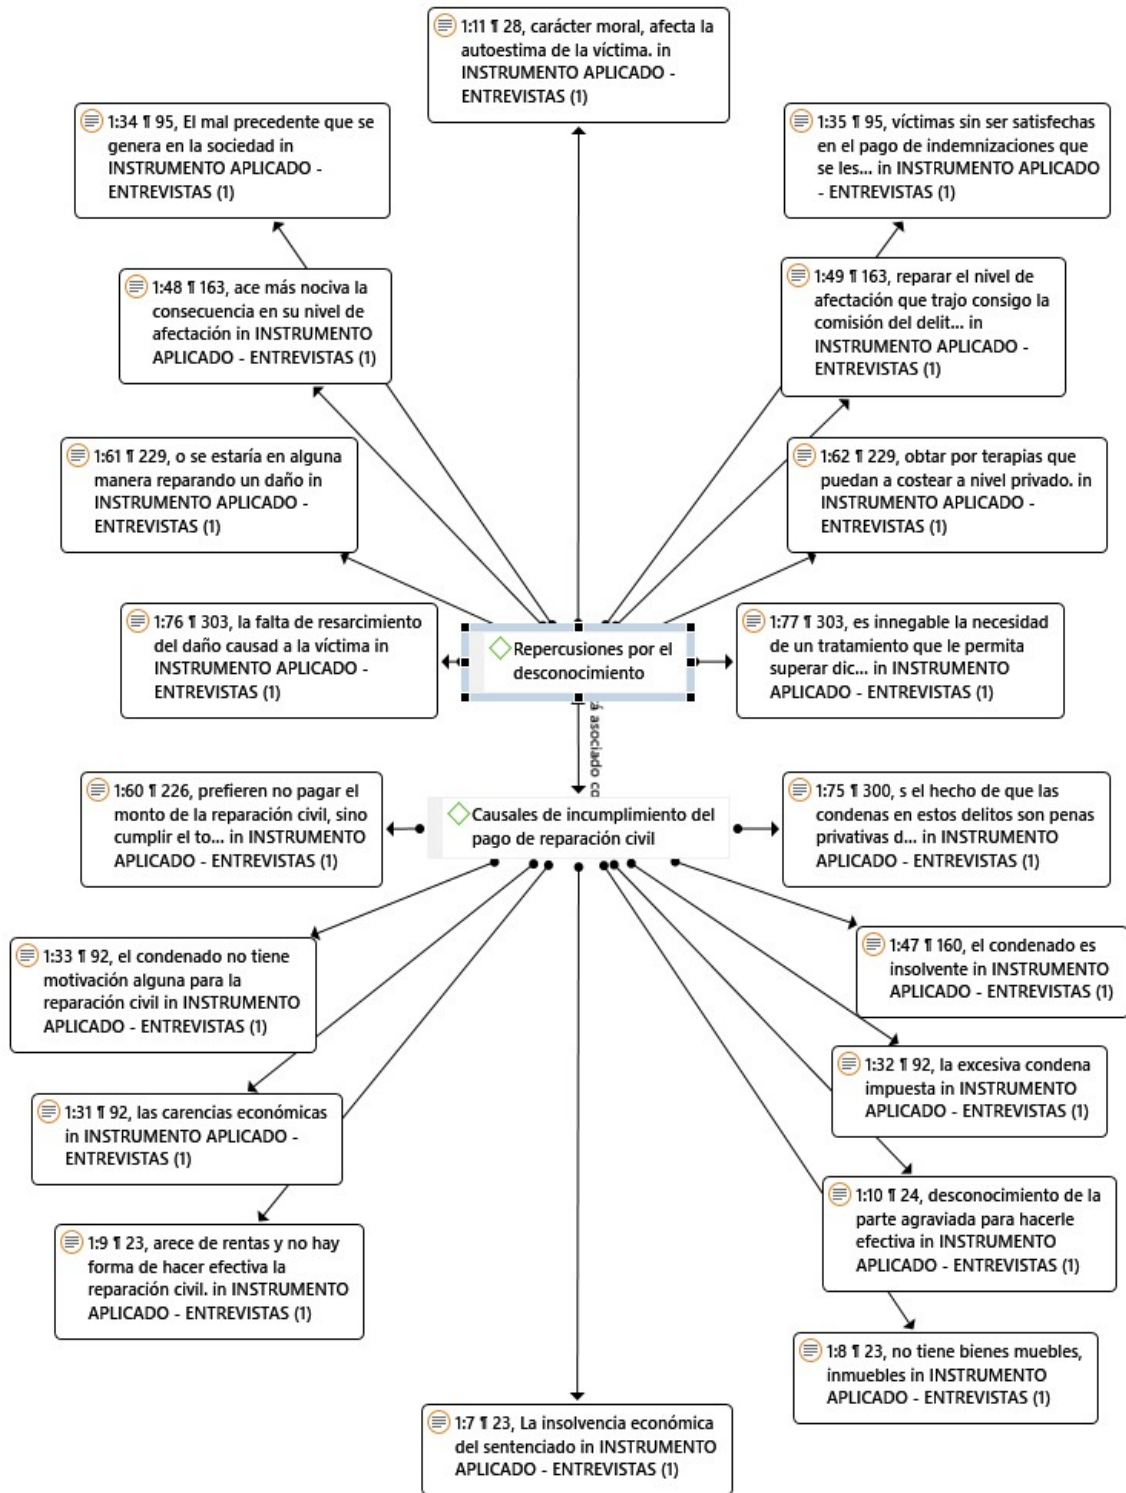 1:11 ¶ 28, carácter moral, afecta la
autoestima de la víctima. in
INSTRUMENTO APLICADO -
ENTREVISTAS (1)
1:34 ¶ 95, El mal precedente que se
genera en la sociedad in
INSTRUMENTO APLICADO -
ENTREVISTAS (1)
1:35 ¶ 95, víctimas sin ser satisfechas
en el pago de indemnizaciones que
se les... in INSTRUMENTO APLICADO
- ENTREVISTAS (1)
1:48 ¶ 163, ace más nociva la
consecuencia en su nivel de
afectación in INSTRUMENTO
APLICADO - ENTREVISTAS (1)
1:49 ¶ 163, reparar el nivel de
afectación que trajo consigo la
comisión del delit... in
INSTRUMENTO APLICADO -
ENTREVISTAS (1)
1:61 ¶ 229, o se estaría en alguna
manera reparando un daño in
INSTRUMENTO APLICADO -
ENTREVISTAS (1)
1:62 ¶ 229, obtar por terapias que
puedan a costear a nivel privado. in
INSTRUMENTO APLICADO -
ENTREVISTAS (1)
1:76 ¶ 303, la falta de resarcimiento
del daño causad a la víctima in
INSTRUMENTO APLICADO -
ENTREVISTAS (1)
Repercusiones por el
desconocimiento
1:77 ¶ 303, es innegable la necesidad
de un tratamiento que le permita
superar dic... in INSTRUMENTO
APLICADO - ENTREVISTAS (1)
á asociado co
1:60 ¶ 226, prefieren no pagar el
monto de la reparación civil, sino
cumplir el to... in INSTRUMENTO
APLICADO - ENTREVISTAS (1)
Causales de incumplimiento del
pago de reparación civil
1:75 ¶ 300, s el hecho de que las
condenas en estos delitos son penas
privativas d... in INSTRUMENTO
APLICADO - ENTREVISTAS (1)
1:33 ¶ 92, el condenado no tiene
motivación alguna para la
reparación civil in INSTRUMENTO
APLICADO - ENTREVISTAS (1)
1:47 ¶ 160, el condenado es
insolvente in INSTRUMENTO
APLICADO - ENTREVISTAS (1)
1:32 ¶ 92, la excesiva condena
impuesta in INSTRUMENTO
APLICADO - ENTREVISTAS (1)
1:31 ¶ 92, las carencias económicas
in INSTRUMENTO APLICADO -
ENTREVISTAS (1)
1:10 ¶ 24, desconocimiento de la
parte agraviada para hacerle
efectiva in INSTRUMENTO
APLICADO - ENTREVISTAS (1)
1:9 ¶ 23, arece de rentas y no hay
forma de hacer efectiva la
reparación civil. in INSTRUMENTO
APLICADO - ENTREVISTAS (1)
1:8 ¶ 23, no tiene bienes muebles,
inmuebles in INSTRUMENTO
APLICADO - ENTREVISTAS (1)
1:7 ¶ 23, La insolvencia económica
del sentenciado in INSTRUMENTO
APLICADO - ENTREVISTAS (1)